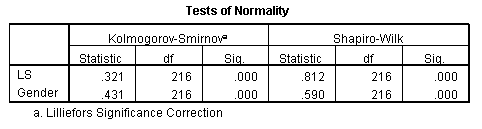 Tests of Normality
Kolmogorov-Smirnovª Shapiro-Wilk
Statistic df Sig. Statistic df Sig.
LS .321 216 .000 .812 216 .000
Gender .431 216 .000 .590 216 .000
a. Lilliefors Significance Correction